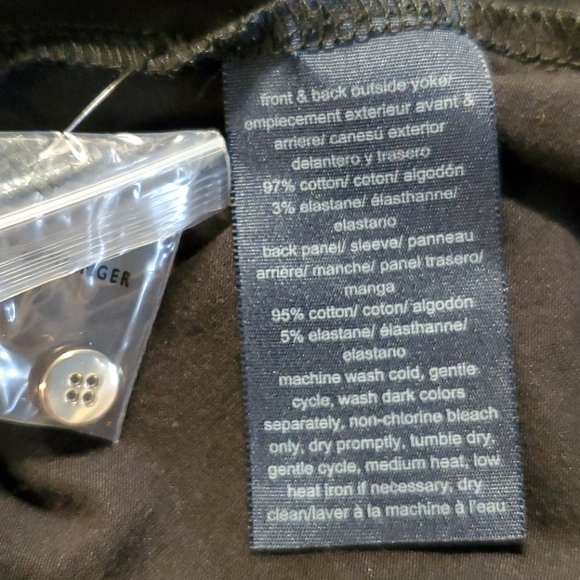 front & back outside yoke/
empiecement exterieur avant &
arriere/ canesú exterior
delantero y trasero
97% cotton/ coton/ algodón
3% elastane/ élasthanne/
elastano
back panel/ sleeve/ panneau
arrière/ manche/ panel trasero/
manga
95% cotton/ coton/ algodón
5% elastane/ élasthanne/
elastano
machine wash cold, gentle
cycle, wash dark colors
separately, non-chlorine bleach
only, dry promptly, tumble dry,
gentle cycle, medium heat, low
heat iron if necessary, dry
clean/laver à la machine à l'eau
NGER